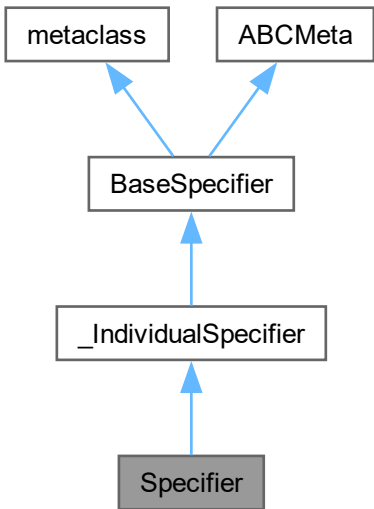 metaclass
ABCMeta
BaseSpecifier
_IndividualSpecifier
Specifier